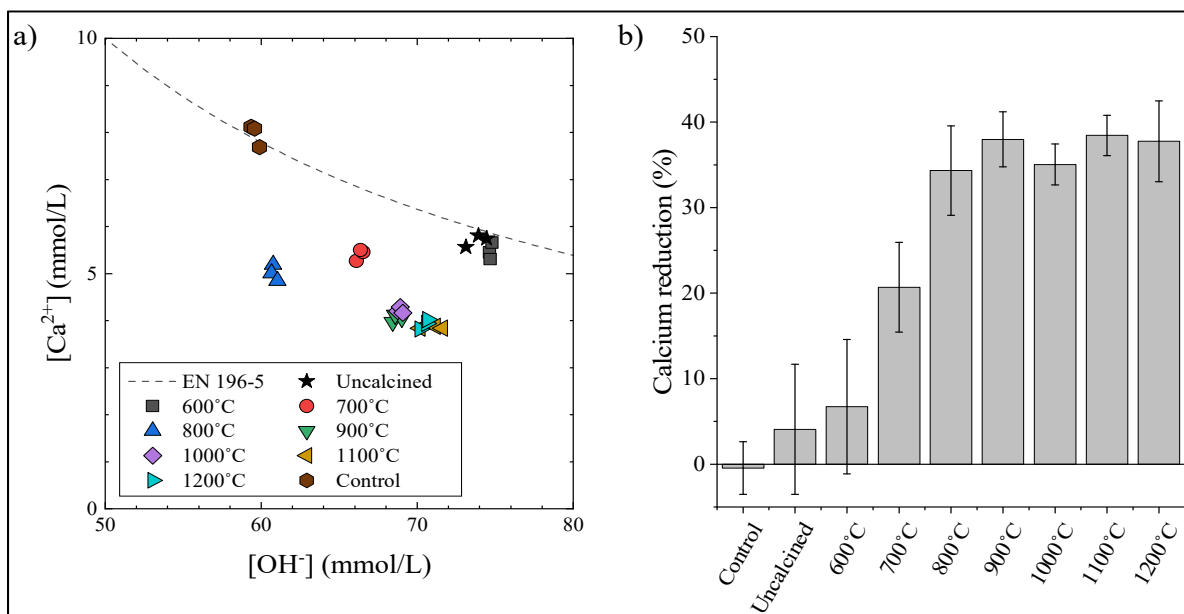 a)
10
5
0
50
60
70
80
[Ca²⁺] (mmol/L)
[OH⁻] (mmol/L)
EN 196-5
Uncalcined
600˚C
700˚C
800˚C
900˚C
1000˚C
1100˚C
1200˚C
Control
b)
50
40
30
20
10
0
Calcium reduction (%)
Control
Uncalcined
600˚C
700˚C
800˚C
900˚C
1000˚C
1100˚C
1200˚C